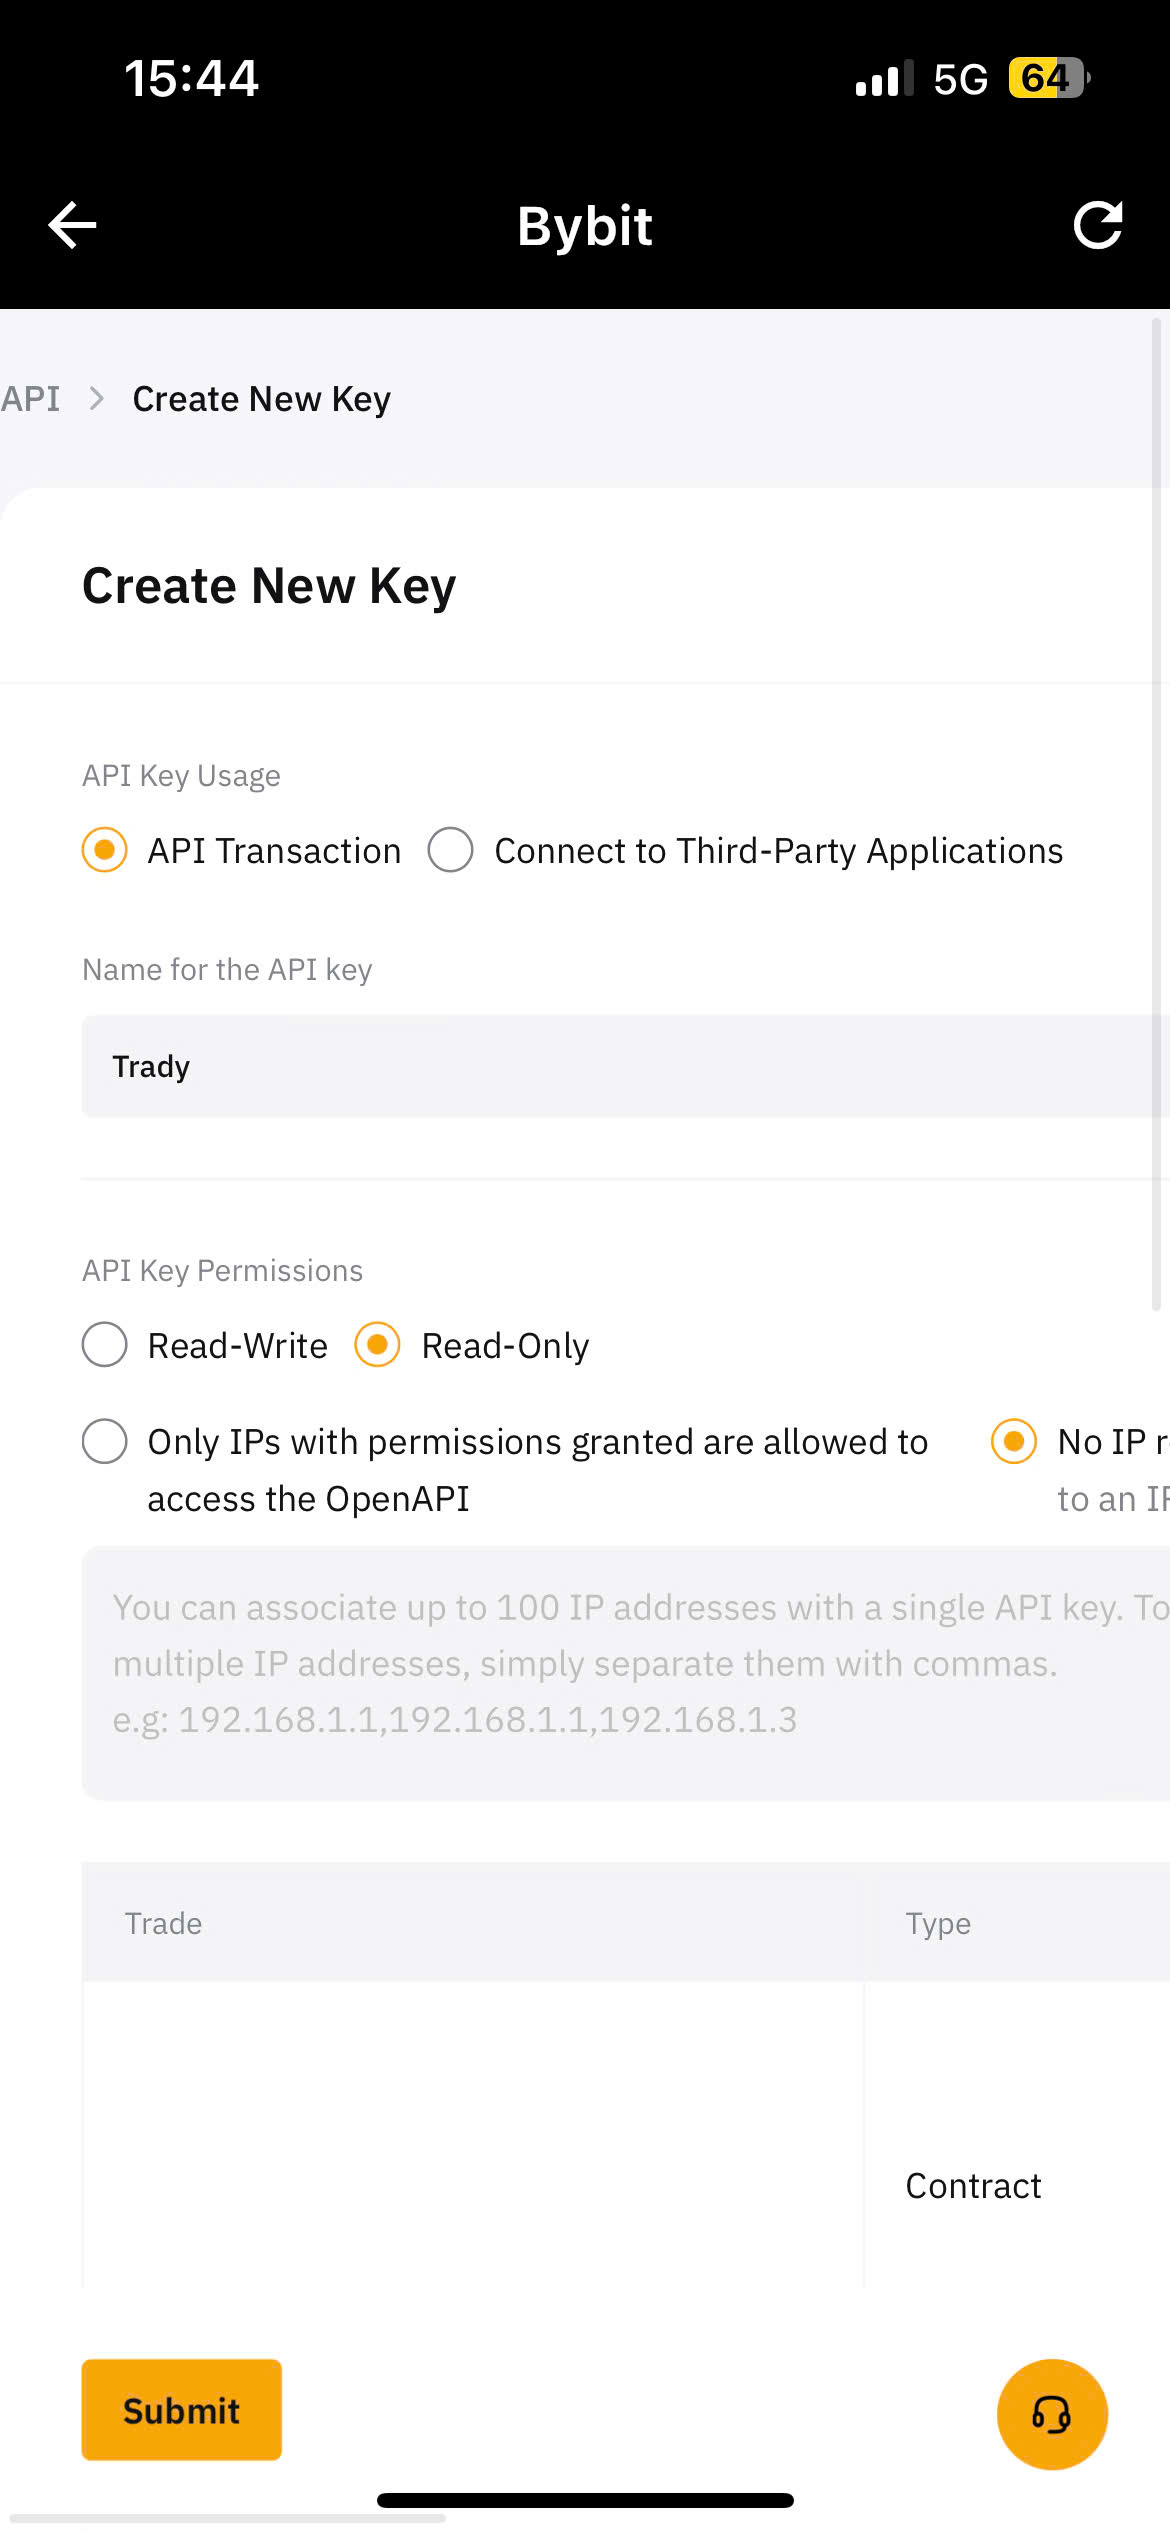 15:44
5G
64
Bybit
API > Create New Key
Create New Key
API Key Usage
API Transaction
Connect to Third-Party Applications
Name for the API key
Trady
API Key Permissions
Read-Write
Read-Only
Only IPs with permissions granted are allowed to
access the OpenAPI
No IP
to an
You can associate up to 100 IP addresses with a single API key. To
multiple IP addresses, simply separate them with commas.
e.g: 192.168.1.1,192.168.1.1,192.168.1.3
Trade
Type
Contract
Submit